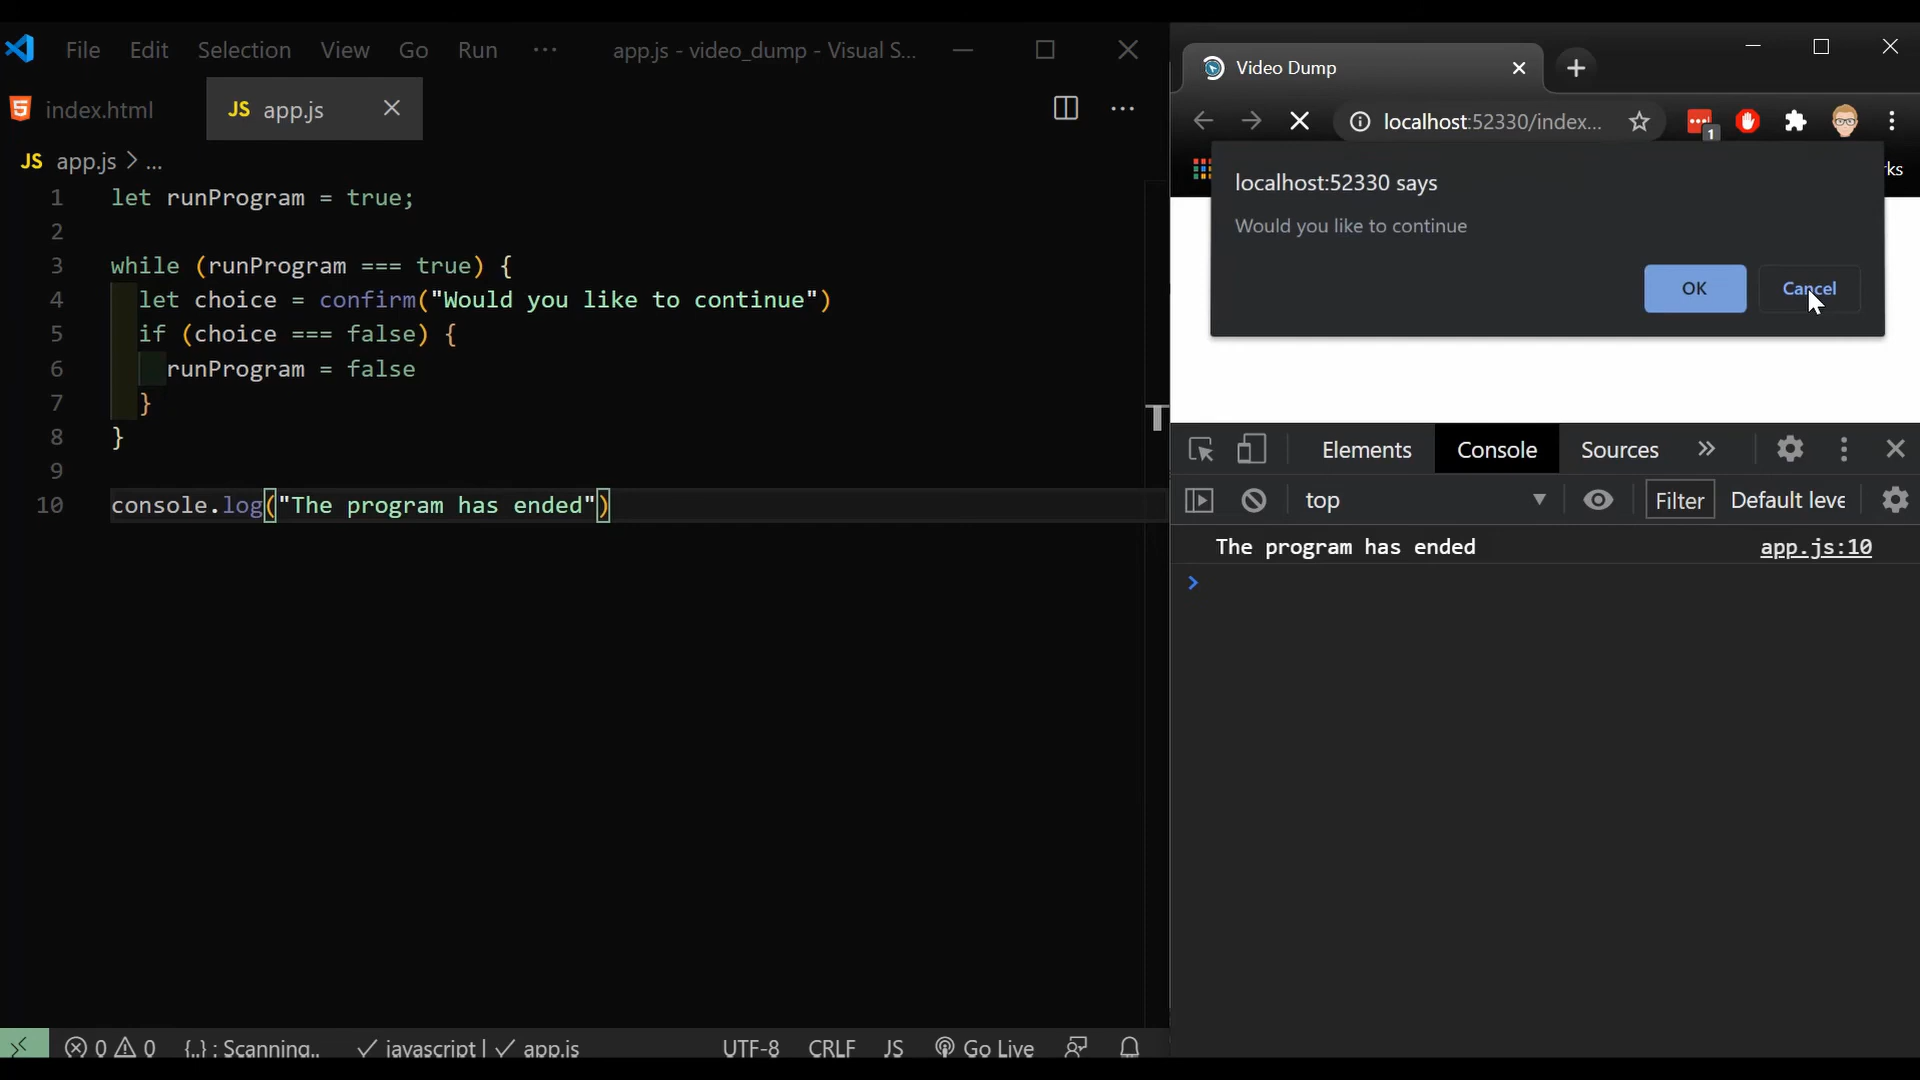 File Edit Selection View Go Run ··· app.js - video_dump - Visual S...
index.html JS app.js
JS app.js > ...
1 let runProgram = true;
2
3 while (runProgram === true) {
4 let choice = confirm("Would you like to continue")
5 if (choice === false) {
6 runProgram = false
7 }
8 }
9
10 console.log("The program has ended")
0 0 {..} : Scanning.. javascript | app.js UTF-8 CRLF JS Go Live
Video Dump
localhost:52330/index...
1
rks
localhost:52330 says
Would you like to continue
OK Cancel
Elements Console Sources »
top Filter Default leve
The program has ended app.js:10
>